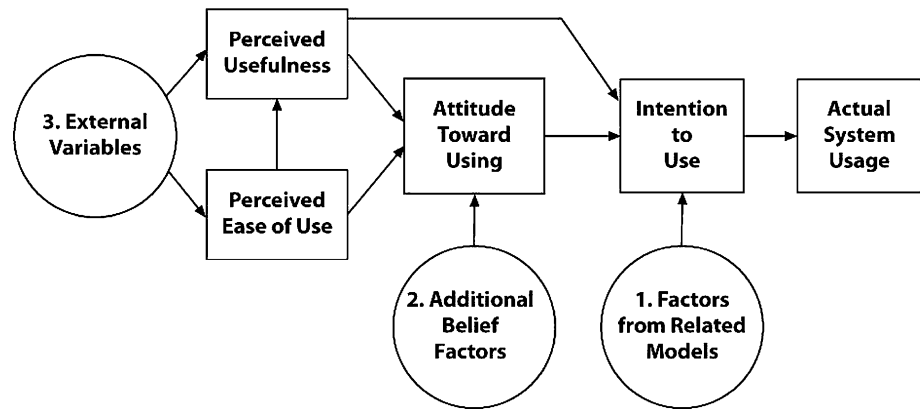 3. External
Variables
Perceived
Usefulness
Perceived
Ease of Use
Attitude
Toward
Using
Intention
to
Use
Actual
System
Usage
2. Additional
Belief
Factors
1. Factors
from Related
Models